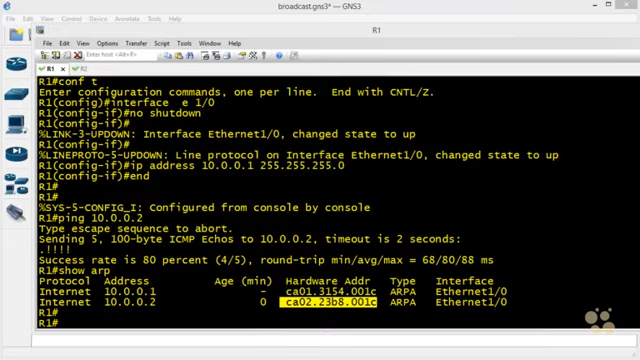 broadcast.gns3* — GNS3
File Edit View Control Device Annotate Tools Help
R1
File Edit View Options Transfer Script Tools Window Help
Enter host <Alt+R>
R1 × R2
R1#conf t
Enter configuration commands, one per line. End with CNTL/Z.
R1(config)#interface e 1/0
R1(config-if)#no shutdown
R1(config-if)#
%LINK-3-UPDOWN: Interface Ethernet1/0, changed state to up
R1(config-if)#
%LINEPROTO-5-UPDOWN: Line protocol on Interface Ethernet1/0, changed state to up
R1(config-if)#ip address 10.0.0.1 255.255.255.0
R1(config-if)#end
R1#
R1#
%SYS-5-CONFIG_I: Configured from console by console
R1#ping 10.0.0.2
Type escape sequence to abort.
Sending 5, 100-byte ICMP Echos to 10.0.0.2, timeout is 2 seconds:
.!!!!
Success rate is 80 percent (4/5), round-trip min/avg/max = 68/80/88 ms
R1#show arp
Protocol Address Age (min) Hardware Addr Type Interface
Internet 10.0.0.1 - ca01.3154.001c ARPA Ethernet1/0
Internet 10.0.0.2 0 ca02.23b8.001c ARPA Ethernet1/0
R1#
R1#